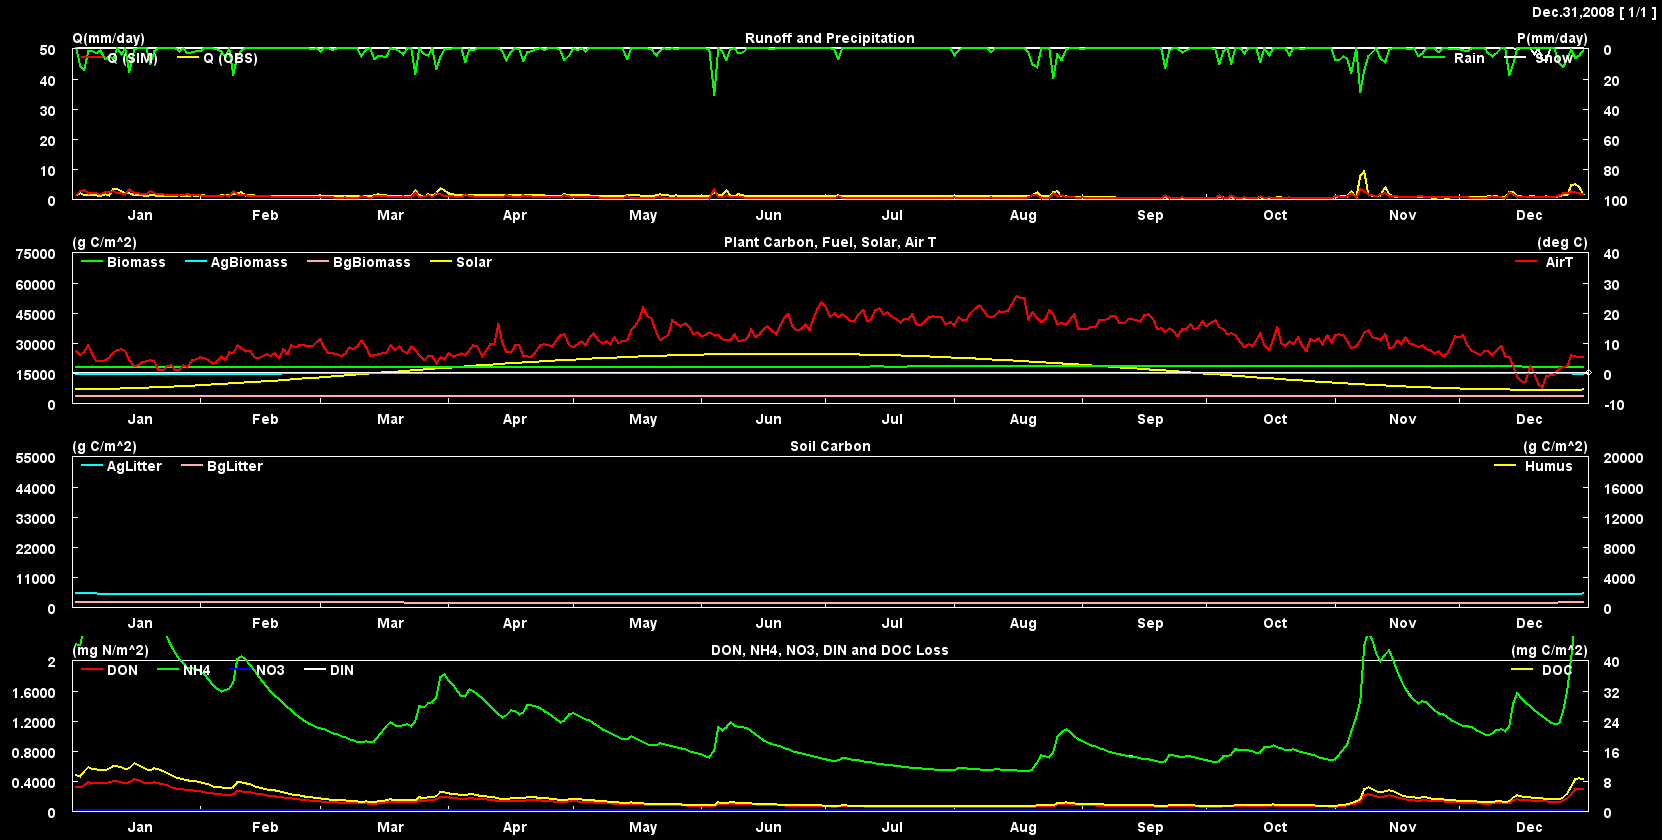 Dec.31,2008 [ 1/1 ]
Q(mm/day) Runoff and Precipitation P(mm/day)
50 Q (SIM) Q (OBS) Rain Snow 0
40 20
30 40
20 60
10 80
0 100
Jan Feb Mar Apr May Jun Jul Aug Sep Oct Nov Dec
(g C/m^2) Plant Carbon, Fuel, Solar, Air T (deg C)
75000 40
Biomass AgBiomass BgBiomass Solar AirT
60000 30
45000 20
30000 10
15000 0
0 -10
Jan Feb Mar Apr May Jun Jul Aug Sep Oct Nov Dec
(g C/m^2) Soil Carbon (g C/m^2)
55000 20000
AgLitter BgLitter Humus
44000 16000
33000 12000
22000 8000
11000 4000
0 0
Jan Feb Mar Apr May Jun Jul Aug Sep Oct Nov Dec
(mg N/m^2) DON, NH4, NO3, DIN and DOC Loss (mg C/m^2)
2 40
DON NH4 NO3 DIN DOC
1.6000 32
1.2000 24
0.8000 16
0.4000 8
0 0
Jan Feb Mar Apr May Jun Jul Aug Sep Oct Nov Dec